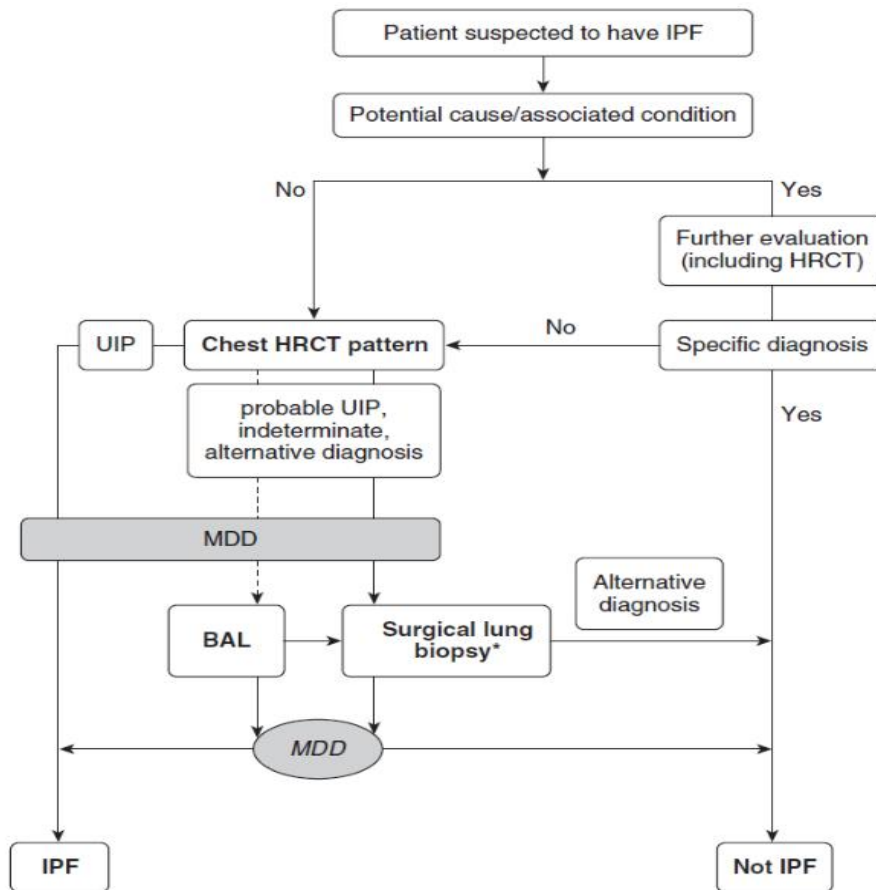 Patient suspected to have IPF
Potential cause/associated condition
No
Yes
Further evaluation
(including HRCT)
UIP
Chest HRCT pattern
No
Specific diagnosis
probable UIP,
indeterminate,
alternative diagnosis
Yes
MDD
Alternative
diagnosis
BAL
Surgical lung
biopsy*
MDD
IPF
Not IPF